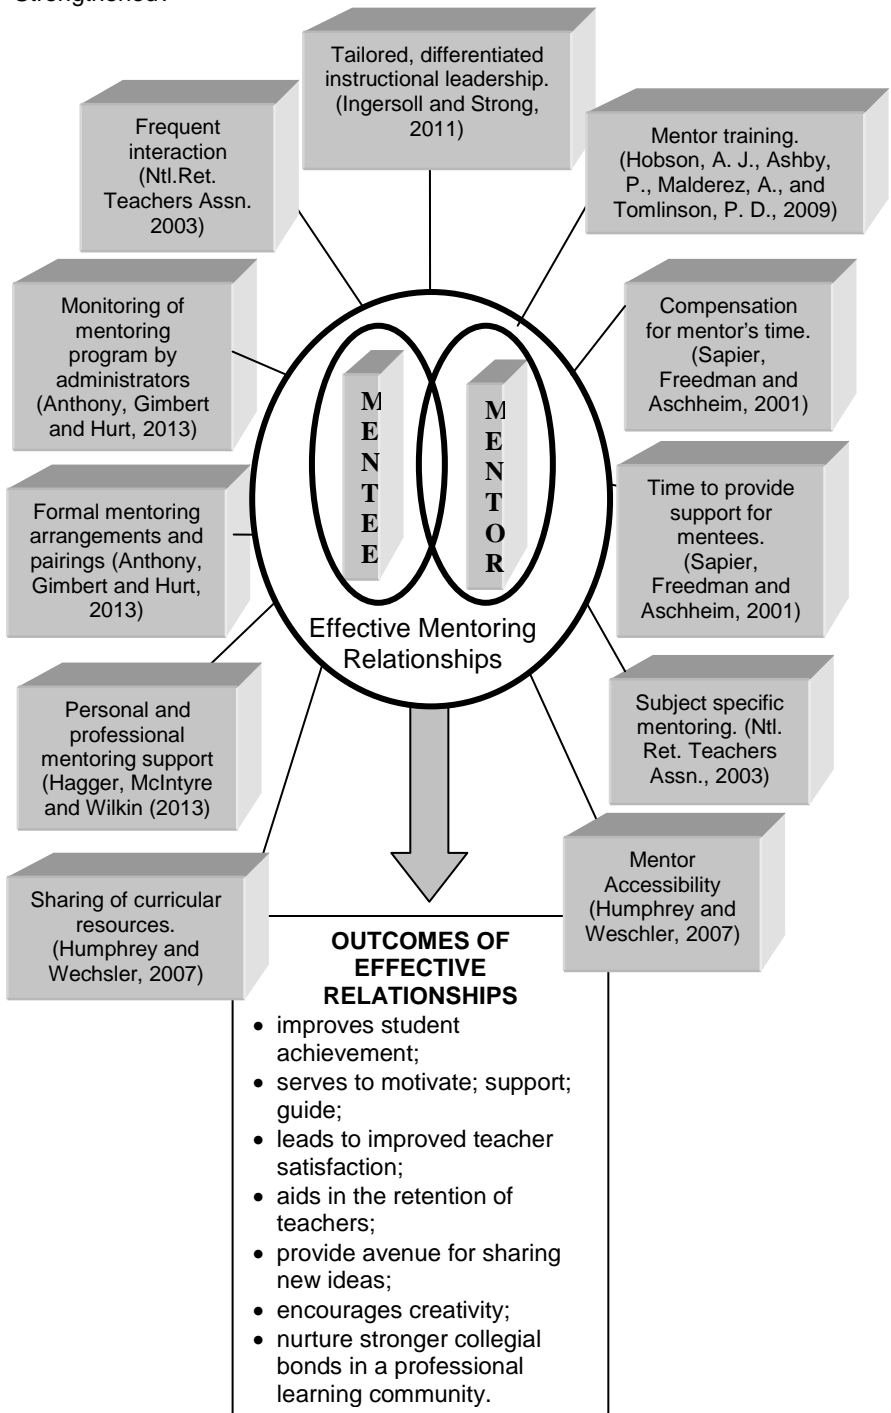 Strengthened?
Tailored, differentiated
instructional leadership.
(Ingersoll and Strong,
2011)
Frequent
interaction
(Ntl.Ret.
Teachers Assn.
2003)
Mentor training.
(Hobson, A. J., Ashby,
P., Malderez, A., and
Tomlinson, P. D., 2009)
Monitoring of
mentoring
program by
administrators
(Anthony, Gimbert
and Hurt, 2013)
Compensation
for mentor's time.
(Sapier,
Freedman and
Aschheim, 2001)
M
E
N
T
E
E
M
E
N
T
O
R
Formal mentoring
arrangements and
pairings (Anthony,
Gimbert and Hurt,
2013)
Time to provide
support for
mentees.
(Sapier,
Freedman and
Aschheim, 2001)
Effective Mentoring
Relationships
Personal and
professional
mentoring support
(Hagger, McIntyre
and Wilkin (2013)
Subject specific
mentoring. (Ntl.
Ret. Teachers
Assn., 2003)
Sharing of curricular
resources.
(Humphrey and
Wechsler, 2007)
Mentor
Accessibility
(Humphrey and
Weschler, 2007)
OUTCOMES OF
EFFECTIVE
RELATIONSHIPS
• improves student
achievement;
• serves to motivate; support;
guide;
• leads to improved teacher
satisfaction;
• aids in the retention of
teachers;
• provide avenue for sharing
new ideas;
• encourages creativity;
• nurture stronger collegial
bonds in a professional
learning community.